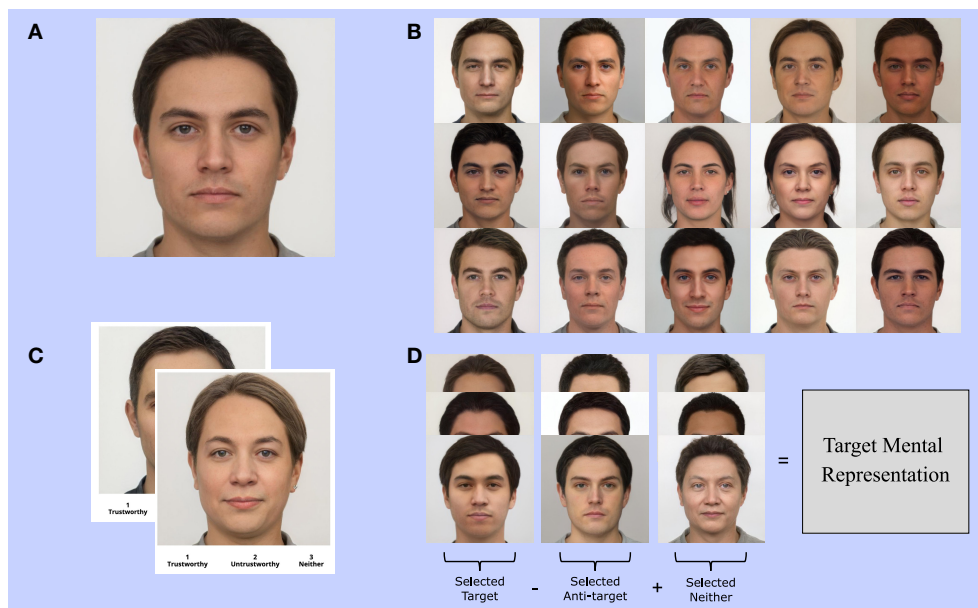 A
B
C
1
Trustworthy
1 2 3
Trustworthy Untrustworthy Neither
D
= Target Mental
Representation
Selected Selected Selected
Target - Anti-target + Neither